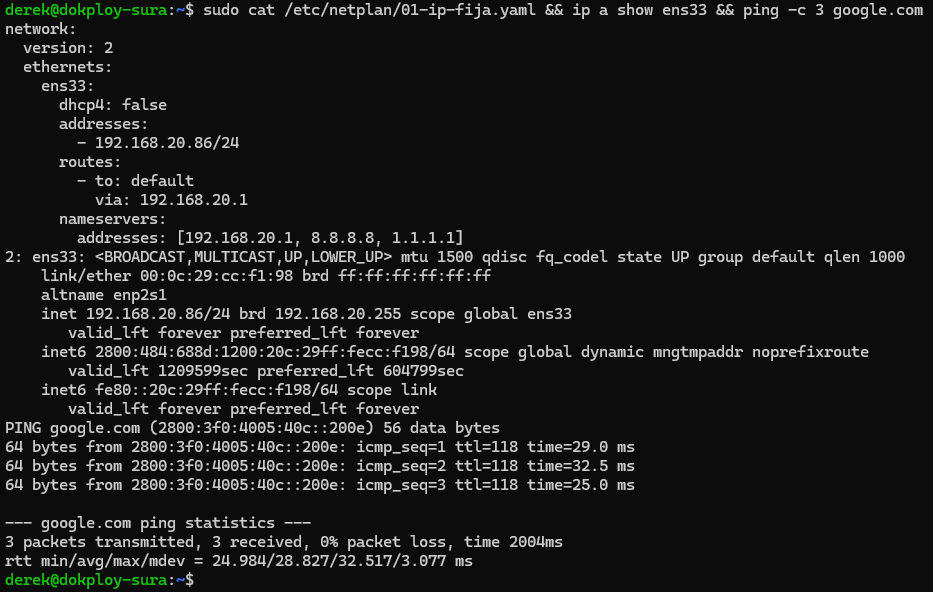 derek@dokploy-sura:~$ sudo cat /etc/netplan/01-ip-fija.yaml && ip a show ens33 && ping -c 3 google.com
network:
  version: 2
  ethernets:
    ens33:
      dhcp4: false
      addresses:
        - 192.168.20.86/24
      routes:
        - to: default
          via: 192.168.20.1
      nameservers:
        addresses: [192.168.20.1, 8.8.8.8, 1.1.1.1]
2: ens33: <BROADCAST,MULTICAST,UP,LOWER_UP> mtu 1500 qdisc fq_codel state UP group default qlen 1000
    link/ether 00:0c:29:cc:f1:98 brd ff:ff:ff:ff:ff:ff
    altname enp2s1
    inet 192.168.20.86/24 brd 192.168.20.255 scope global ens33
       valid_lft forever preferred_lft forever
    inet6 2800:484:688d:1200:20c:29ff:fecc:f198/64 scope global dynamic mngtmpaddr noprefixroute
       valid_lft 1209599sec preferred_lft 604799sec
    inet6 fe80::20c:29ff:fecc:f198/64 scope link
       valid_lft forever preferred_lft forever
PING google.com (2800:3f0:4005:40c::200e) 56 data bytes
64 bytes from 2800:3f0:4005:40c::200e: icmp_seq=1 ttl=118 time=29.0 ms
64 bytes from 2800:3f0:4005:40c::200e: icmp_seq=2 ttl=118 time=32.5 ms
64 bytes from 2800:3f0:4005:40c::200e: icmp_seq=3 ttl=118 time=25.0 ms

--- google.com ping statistics ---
3 packets transmitted, 3 received, 0% packet loss, time 2004ms
rtt min/avg/max/mdev = 24.984/28.827/32.517/3.077 ms
derek@dokploy-sura:~$